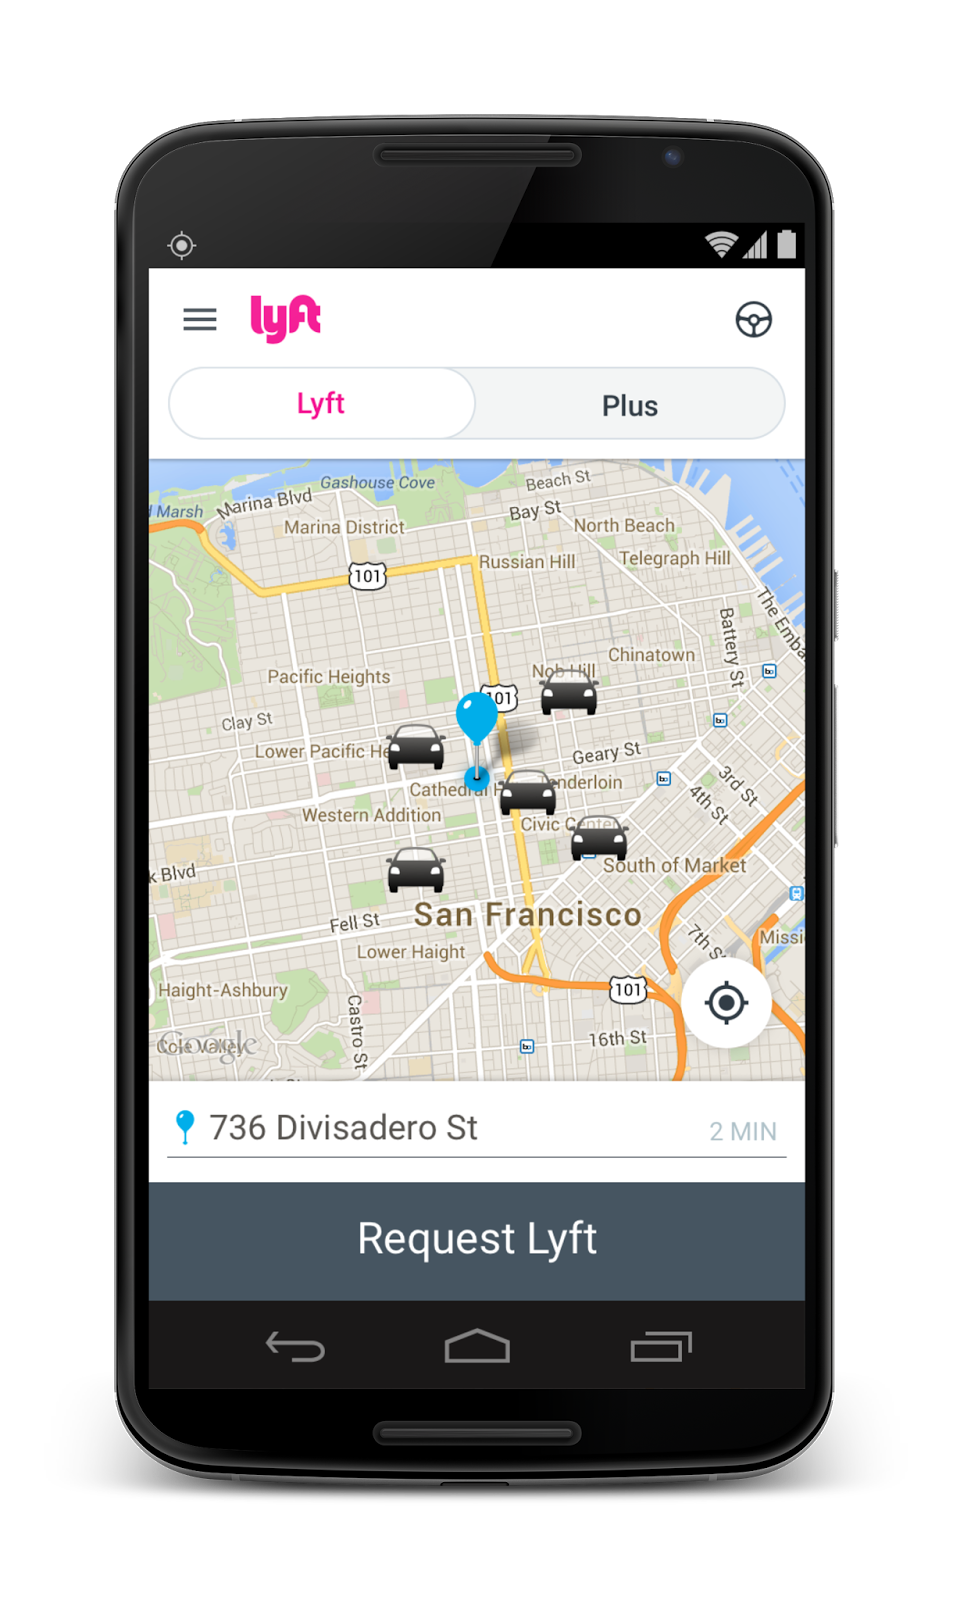 lyft
Lyft
Plus
Gashouse Cove
Beach St
Marsh
Marina Blvd
Bay St
Marina District
North Beach
Russian Hill
Telegraph Hill
101
The Emba
Battery St
Chinatown
Nob Hill
Pacific Heights
101
Clay St
Lower Pacific He
Geary St
3rd St
Cathedral H
enderloin
4th St
Western Addition
Civic Center
k Blvd
South of Market
San Francisco
Fell St
7th St
Missi
Lower Haight
Haight-Ashbury
101
Castro St
16th St
Cole Valley
Google
736 Divisadero St
2 MIN
Request Lyft